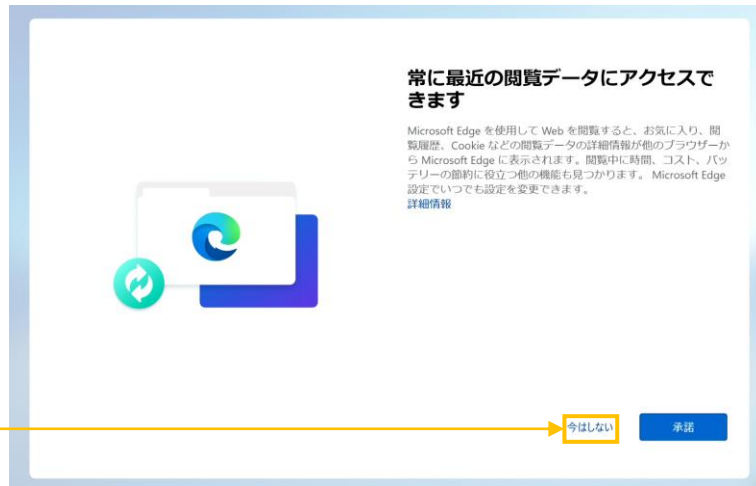 常に最近の閲覧データにアクセスで
きます
Microsoft Edge を使用して Web を閲覧すると、お気に入り、閲
覧履歴、Cookie などの閲覧データの詳細情報が他のブラウザーか
ら Microsoft Edge に表示されます。閲覧中に時間、コスト、バッ
テリーの節約に役立つ他の機能も見つかります。 Microsoft Edge
設定でいつでも設定を変更できます。
詳細情報
今はしない
承諾